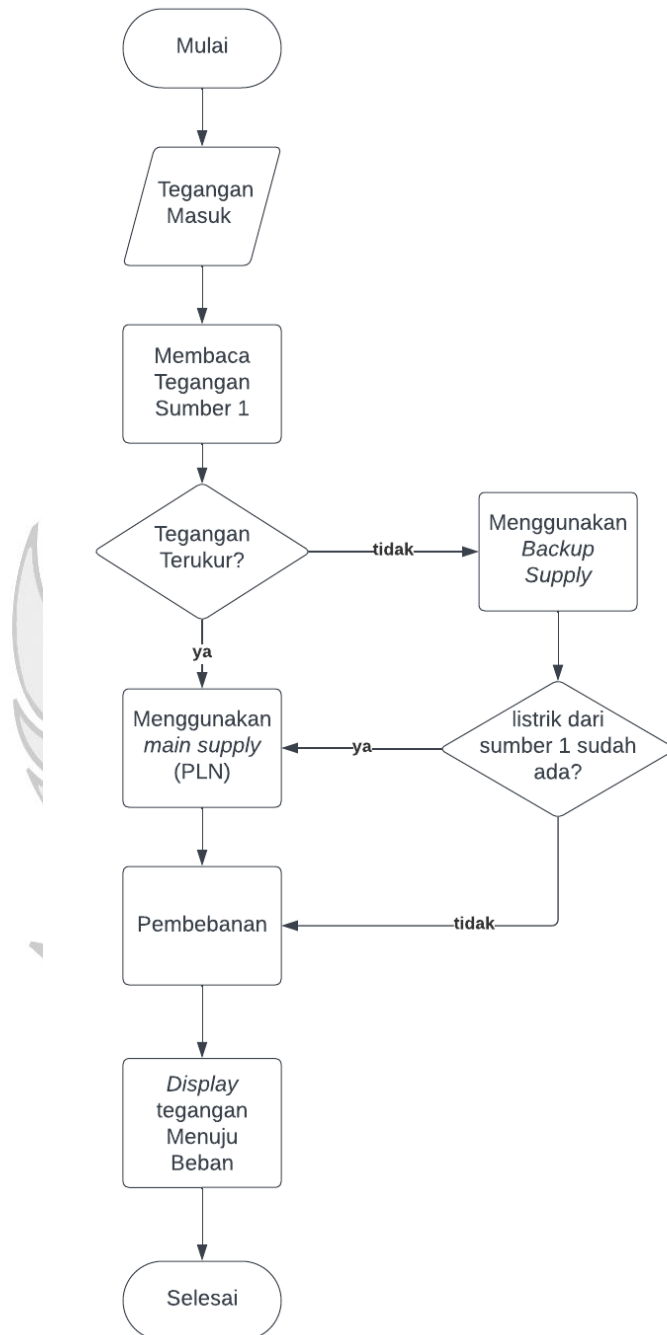 Mulai
Tegangan
Masuk
Membaca
Tegangan
Sumber 1
Tegangan
Terukur?
tidak
Menggunakan
Backup
Supply
ya
Menggunakan
main supply
(PLN)
ya
listrik dari
sumber 1 sudah
ada?
Pembebanan
tidak
Display
tegangan
Menuju
Beban
Selesai